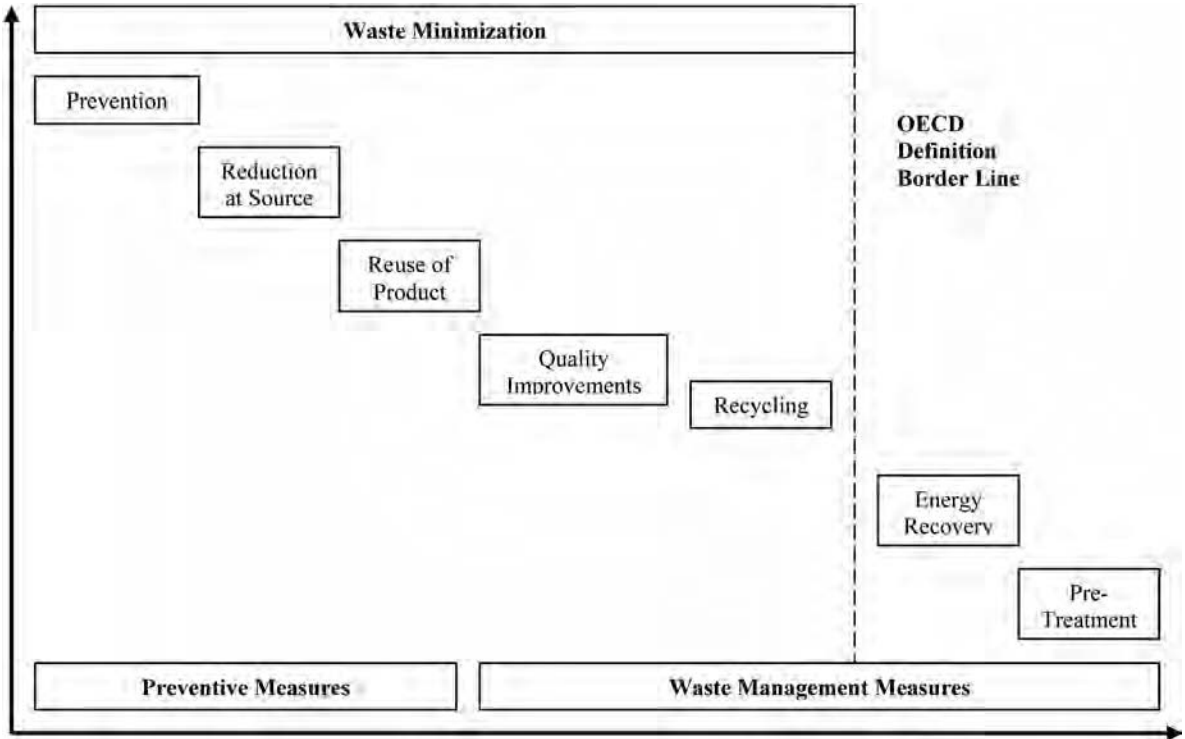 Waste Minimization
Prevention
OECD
Definition
Border Line
Reduction
at Source
Reuse of
Product
Quality
Improvements
Recycling
Energy
Recovery
Pre-
Treatment
Preventive Measures
Waste Management Measures